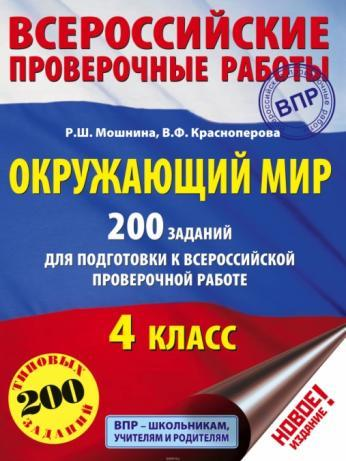 ВСЕРОССИЙСКИЕ
ПРОВЕРОЧНЫЕ РАБОТЫ
ВПР
Р.Ш. Мошнина, В.Ф. Красноперова
ОКРУЖАЮЩИЙ МИР
200 ЗАДАНИЙ
ДЛЯ ПОДГОТОВКИ К ВСЕРОССИЙСКОЙ
ПРОВЕРОЧНОЙ РАБОТЕ
4 КЛАСС
ТИПОВЫХ
200
ЗАДАНИЙ
ВПР – ШКОЛЬНИКАМ,
УЧИТЕЛЯМ И РОДИТЕЛЯМ
НОВОЕ!
ИЗДАНИЕ!